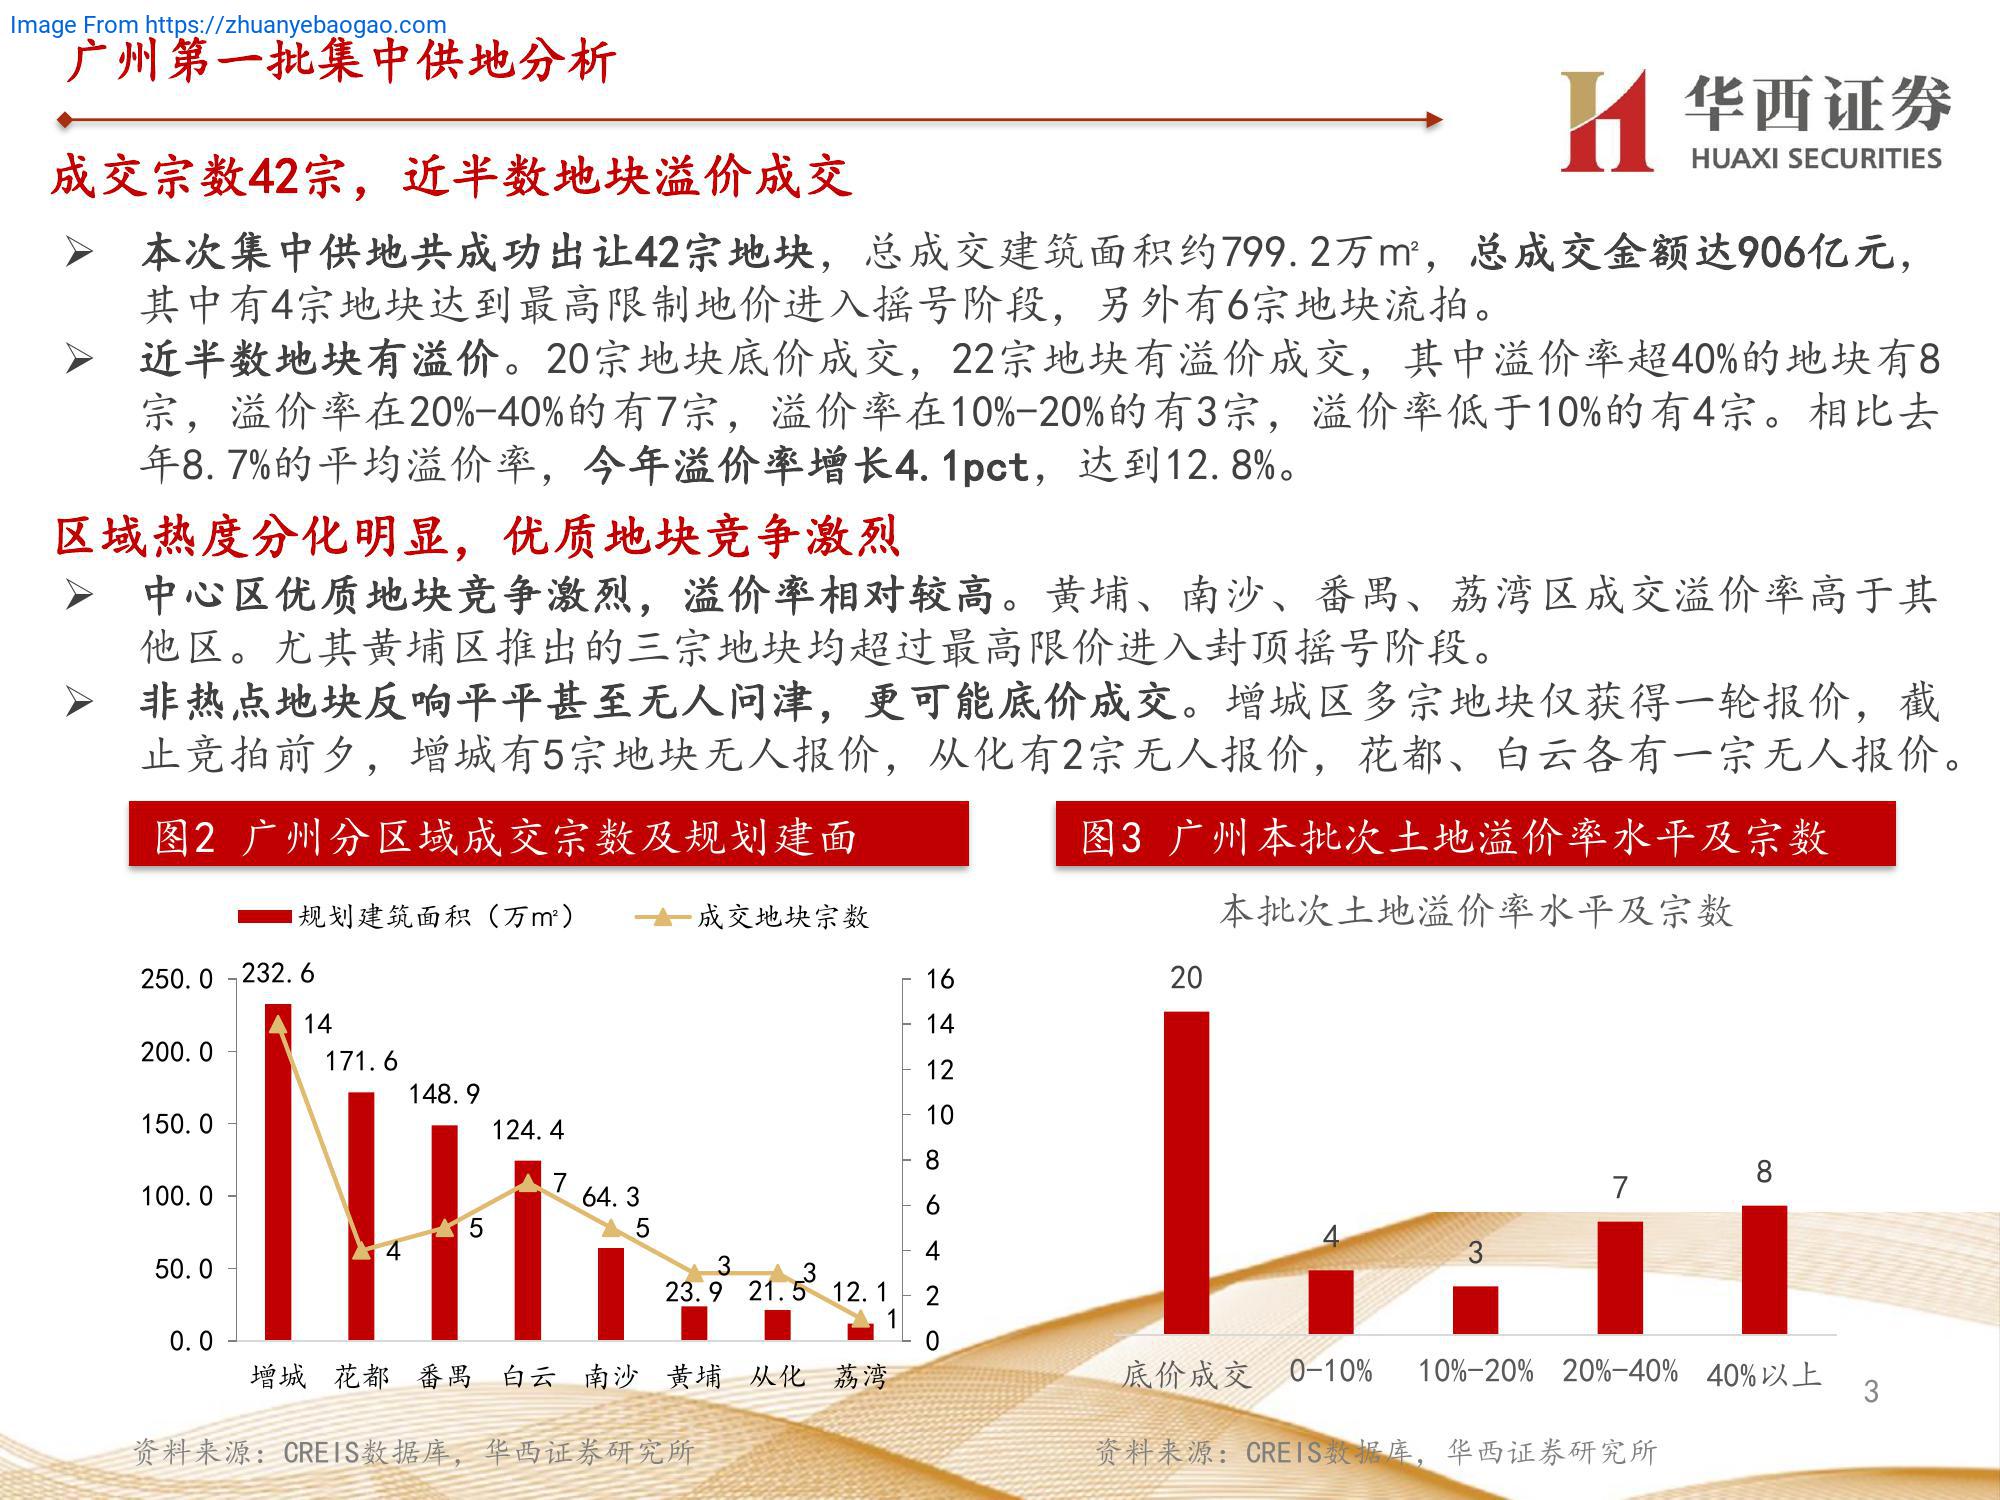 Image From https://zhuanyebaogao.com
广州第一批集中供地分析
华西证券
HUAXI SECURITIES
成交宗数42宗，近半数地块溢价成交
➢ 本次集中供地共成功出让42宗地块，总成交建筑面积约799.2万㎡，总成交金额达906亿元，
其中有4宗地块达到最高限制地价进入摇号阶段，另外有6宗地块流拍。
➢ 近半数地块有溢价。20宗地块底价成交，22宗地块有溢价成交，其中溢价率超40%的地块有8
宗，溢价率在20%-40%的有7宗，溢价率在10%-20%的有3宗，溢价率低于10%的有4宗。相比去
年8.7%的平均溢价率，今年溢价率增长4.1pct，达到12.8%。
区域热度分化明显，优质地块竞争激烈
➢ 中心区优质地块竞争激烈，溢价率相对较高。黄埔、南沙、番禺、荔湾区成交溢价率高于其
他区。尤其黄埔区推出的三宗地块均超过最高限价进入封顶摇号阶段。
➢ 非热点地块反响平平甚至无人问津，更可能底价成交。增城区多宗地块仅获得一轮报价，截
止竞拍前夕，增城有5宗地块无人报价，从化有2宗无人报价，花都、白云各有一宗无人报价。
图2 广州分区域成交宗数及规划建面
规划建筑面积（万㎡） 成交地块宗数
250.0
200.0
150.0
100.0
50.0
0.0
232.6
171.6
148.9
124.4
64.3
23.9
21.5
12.1
14
4
5
7
5
3
3
1
16
14
12
10
8
6
4
2
0
增城 花都 番禺 白云 南沙 黄埔 从化 荔湾
资料来源：CREIS数据库，华西证券研究所
图3 广州本批次土地溢价率水平及宗数
本批次土地溢价率水平及宗数
20
4
3
7
8
底价成交 0-10% 10%-20% 20%-40% 40%以上
资料来源：CREIS数据库，华西证券研究所
3